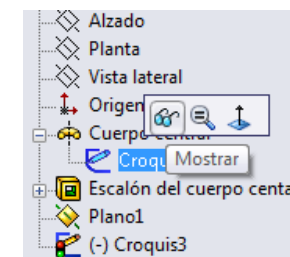 Alzado
Planta
Vista lateral
Origen
Cuerpo central
Croqu
Mostrar
Escalón del cuerpo centa
Plano1
(-) Croquis3